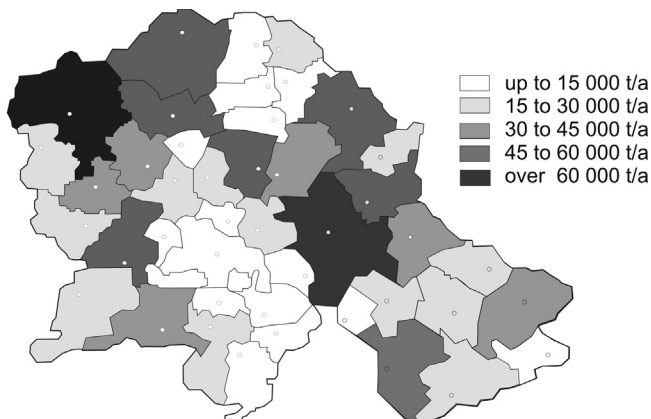 up to 15 000 t/a
15 to 30 000 t/a
30 to 45 000 t/a
45 to 60 000 t/a
over 60 000 t/a